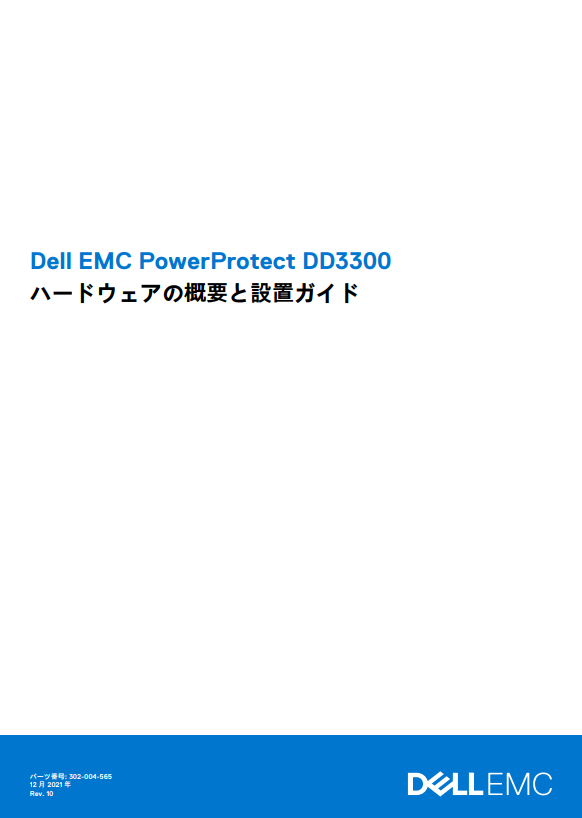 Dell EMC PowerProtect DD3300
ハードウェアの概要と設置ガイド
パーツ番号: 302-004-565
12 月 2021 年
Rev. 10
DELLEMC